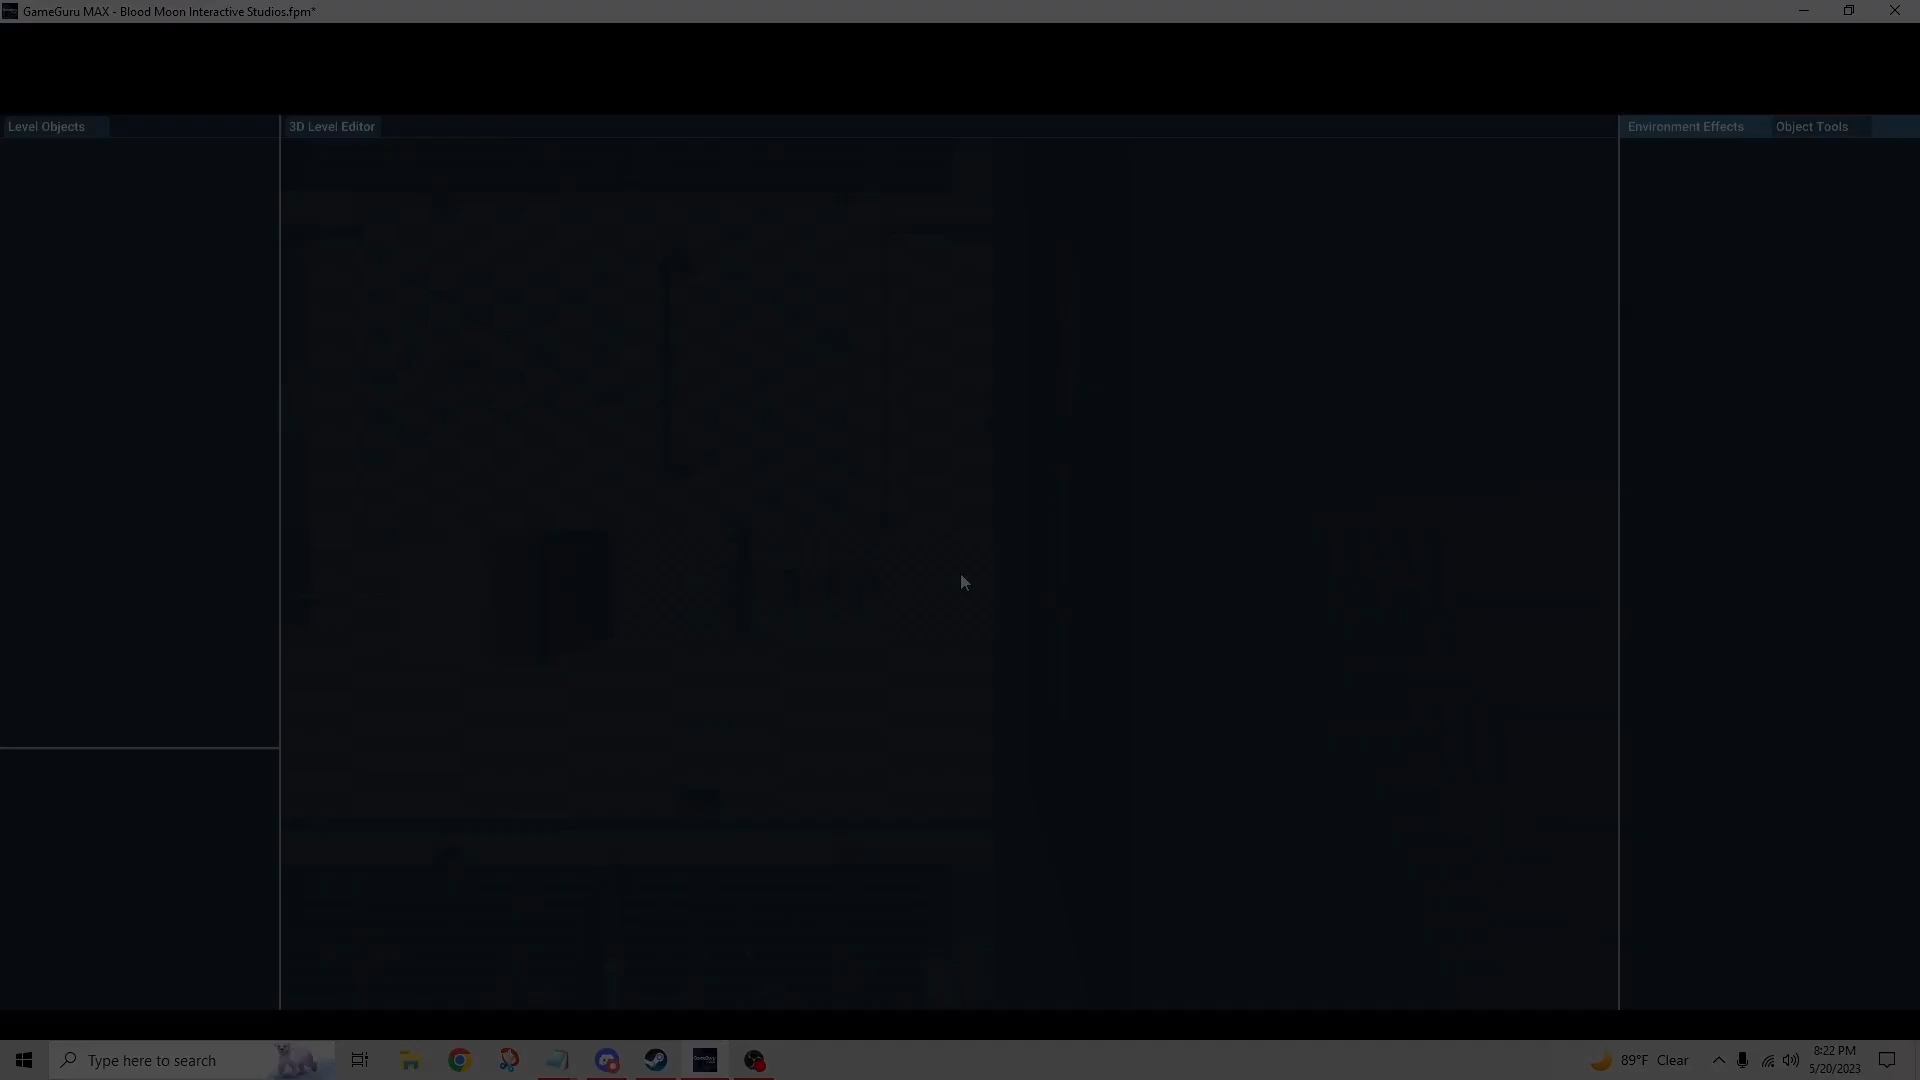 GameGuru MAX - Blood Moon Interactive Studios.fpm*
Level Objects
3D Level Editor
Environment Effects
Object Tools
Type here to search
89°F Clear
8:22 PM
5/20/2023